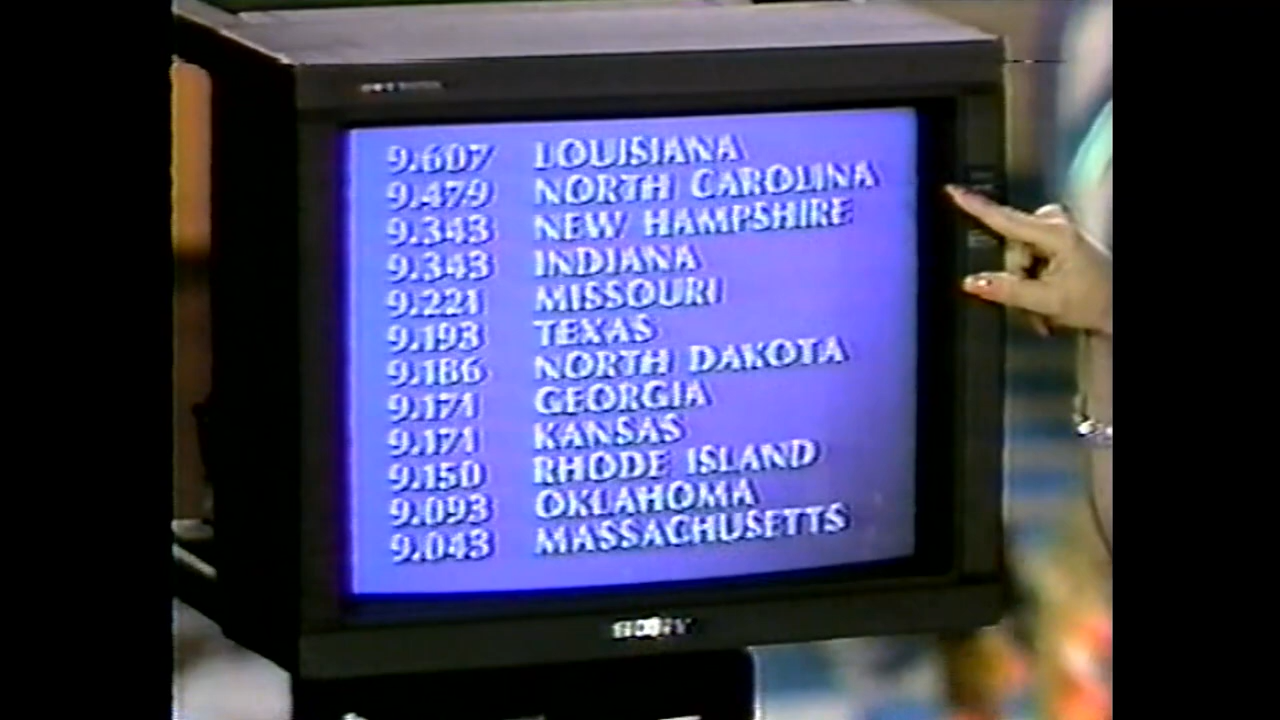 9.607 LOUISIANA
9.479 NORTH CAROLINA
9.343 NEW HAMPSHIRE
9.343 INDIANA
9.221 MISSOURI
9.193 TEXAS
9.186 NORTH DAKOTA
9.171 GEORGIA
9.171 KANSAS
9.150 RHODE ISLAND
9.093 OKLAHOMA
9.043 MASSACHUSETTS
SONY